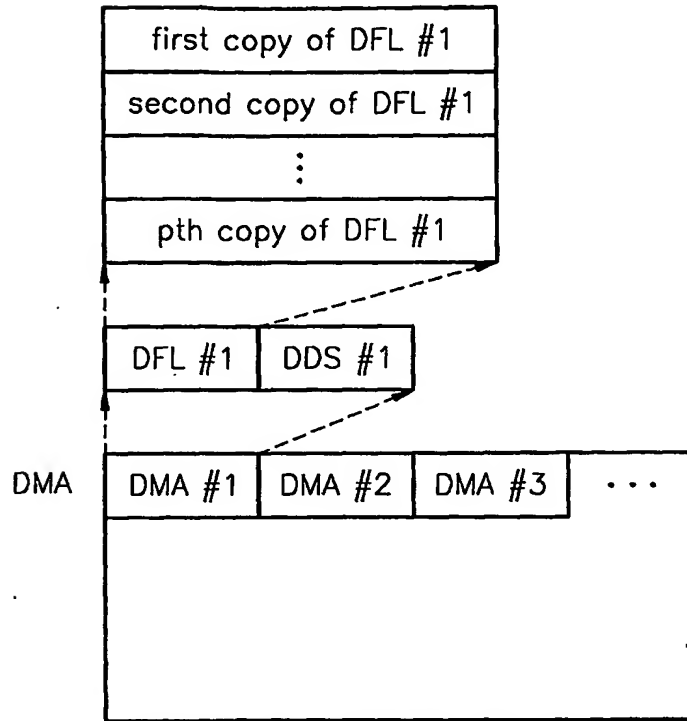 first copy of DFL #1
second copy of DFL #1
⋮
pth copy of DFL #1
DFL #1 DDS #1
DMA DMA #1 DMA #2 DMA #3 ···